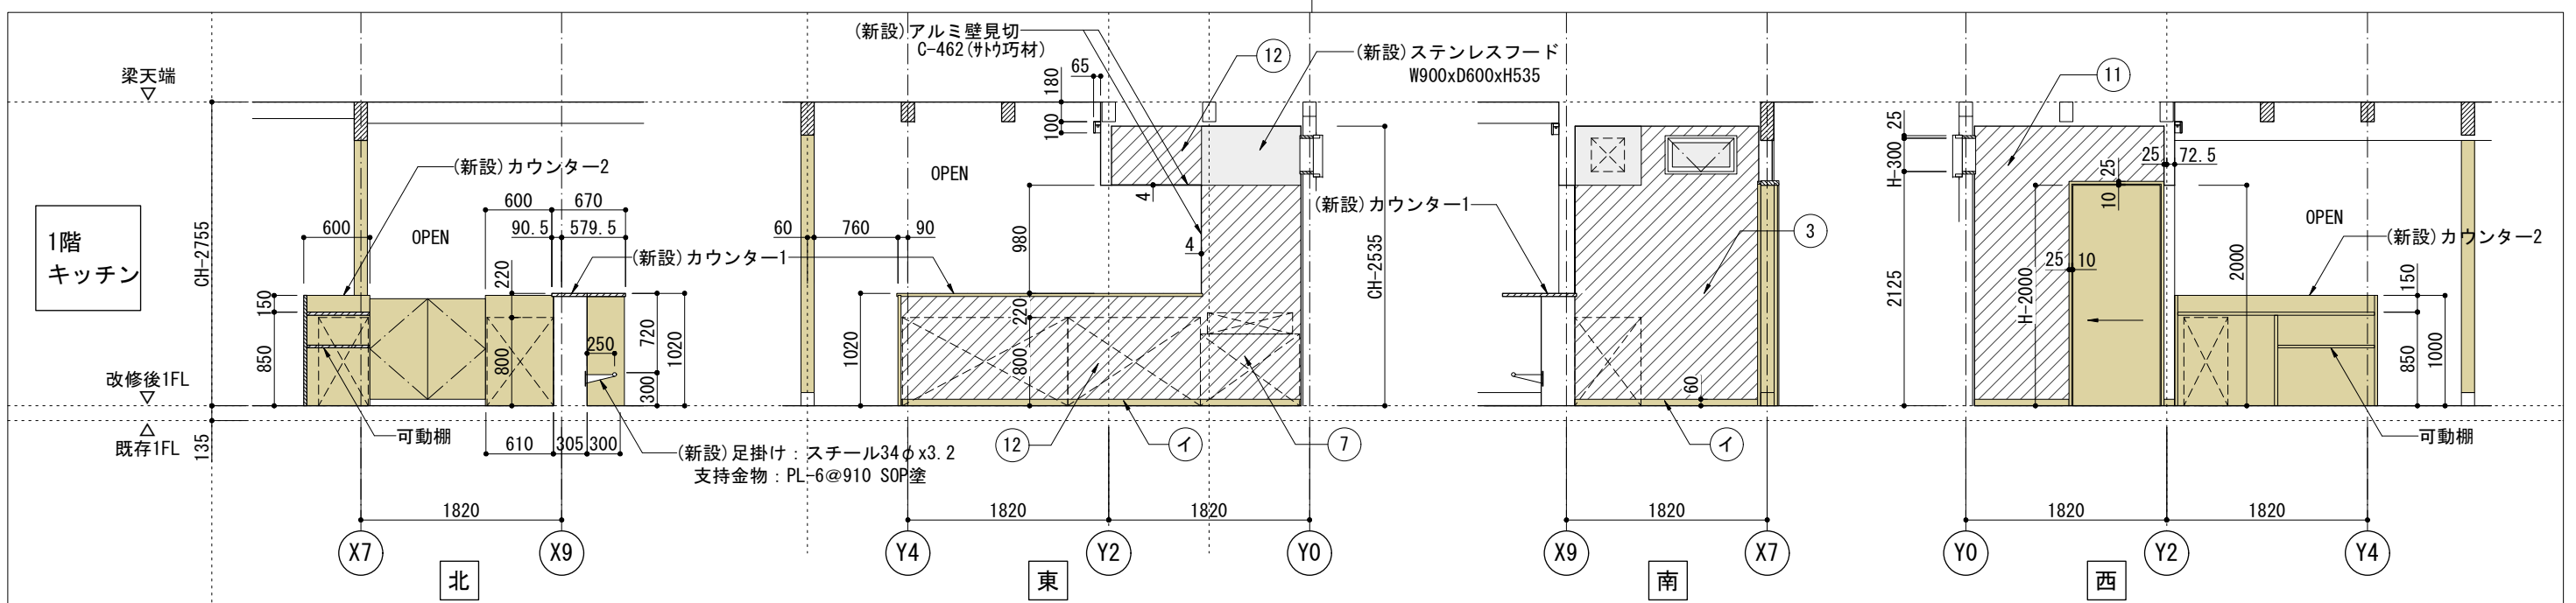 1階
キッチン
梁天端
改修後1FL
既存1FL
CH-2755
135
(新設)カウンター2
OPEN
600
150
850
600
670
90.5
579.5
220
800
(新設)カウンター1
250
720
300
1020
610
305
300
可動棚
(新設)足掛け：スチール34φx3.2
支持金物：PL-6@910 SOP塗
1820
X7
X9
北
(新設)アルミ壁見切
C-462(サトウ巧材)
12
(新設)ステンレスフード
W900xD600xH535
65
180
100
OPEN
60
760
90
980
4
4
220
800
1020
CH-2535
12
イ
7
1820
1820
Y4
Y2
Y0
東
(新設)カウンター1
3
60
イ
1820
X9
X7
南
11
25
H-300
2125
25
72.5
25
10
25
10
H-2000
2000
OPEN
(新設)カウンター2
150
850
1000
可動棚
1820
1820
Y0
Y2
Y4
西